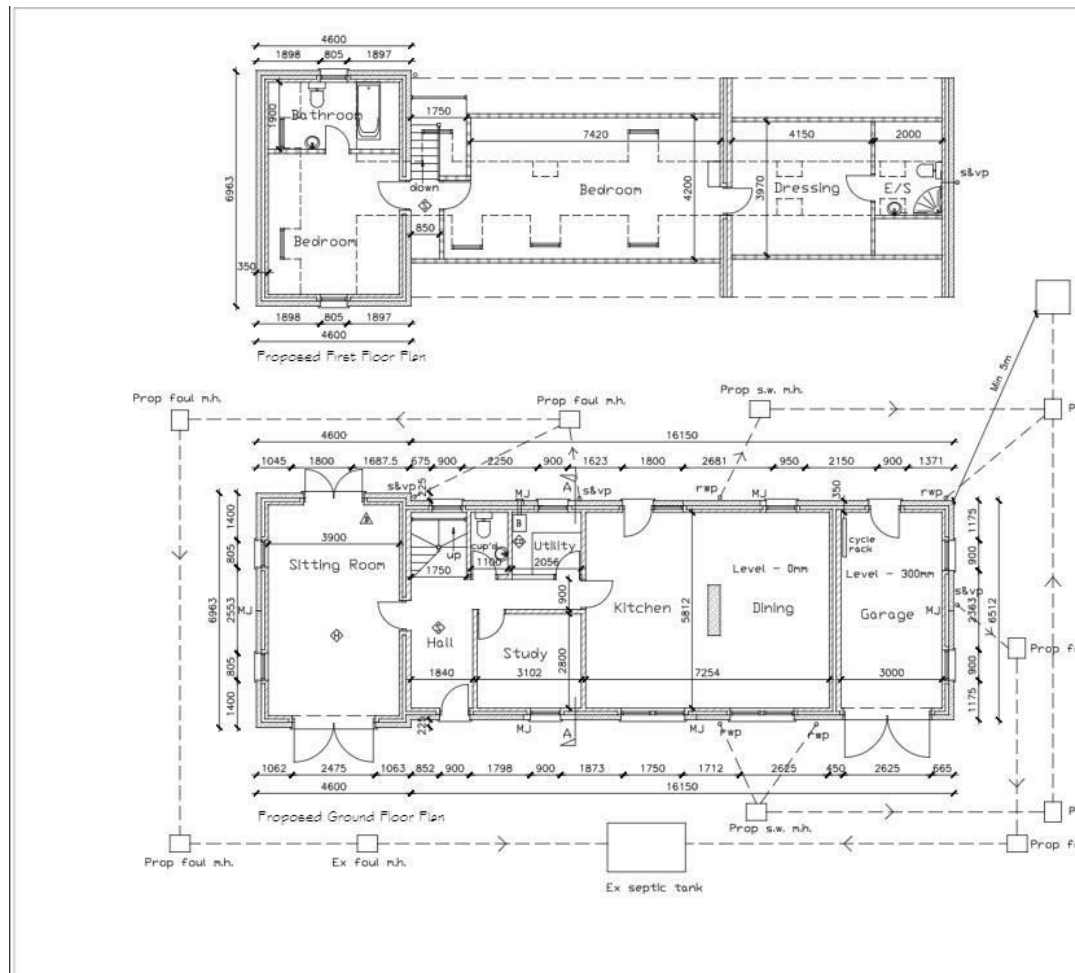 4600
1898 805 1897
Bathroom
1900
1750
7420
4150
2000
6963
down
S
Bedroom
4200
3970
Dressing
E/S
s&vp
850
Bedroom
350
1898 805 1897
4600
Proposed First Floor Plan
Min 5m
Prop foul m.h.
Prop foul m.h.
Prop s.w. m.h.
P
4600
16150
1045 1800 1687.5 675 900 2250 900 1623 1800 2681 950 2150 900 1371
s&vp
225
MJ
A
s&vp
rwp
MJ
350
rwp
1400
805
2553
805
1400
6963
MJ
3900
Sitting Room
H
up
1750
cup'd
1100
B
H
Utility
2056
900
S
Hall
1840
Study
3102
2800
Kitchen
5812
Dining
7254
Level - 0mm
cycle
rack
Level - 300mm
Garage
MJ
3000
s&vp
1175
900
2363
900
1175
6512
Prop fou
225
MJ
A
MJ
rwp
rwp
1062 2475 1063 852 900 1798 900 1873 1750 1712 2625 450 2625 665
4600
16150
Proposed Ground Floor Plan
Prop s.w. m.h.
P
Prop foul m.h.
Ex foul m.h.
Prop fo
Ex septic tank